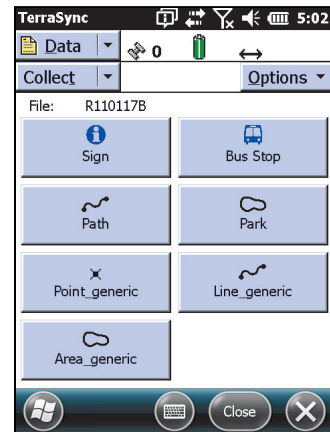 TerraSync 5:02
Data 0
Collect Options
File: R110117B
Sign Bus Stop
Path Park
Point_generic Line_generic
Area_generic
Close